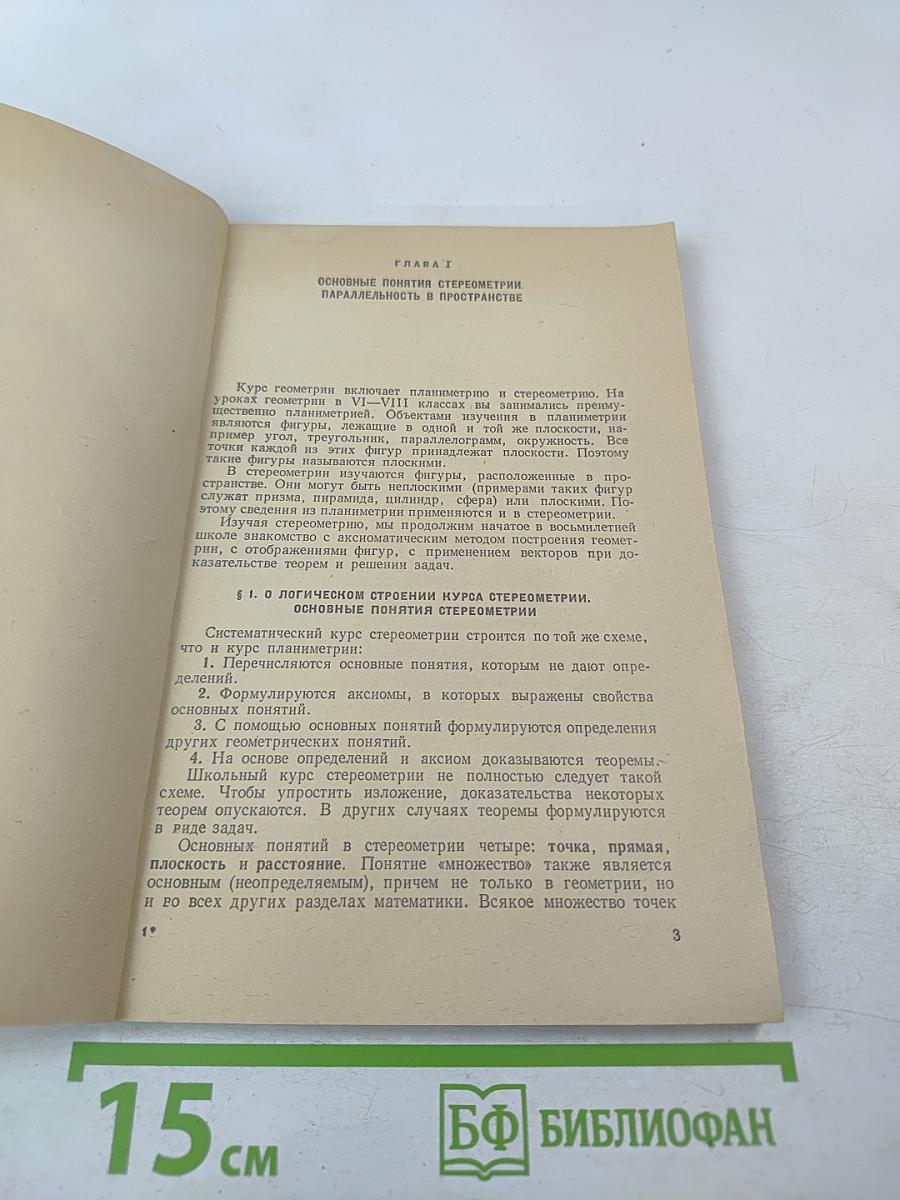 ГЛАВА I
ОСНОВНЫЕ ПОНЯТИЯ СТЕРЕОМЕТРИИ.
ПАРАЛЛЕЛЬНОСТЬ В ПРОСТРАНСТВЕ
Курс геометрии включает планиметрию и стереометрию. На
уроках геометрии в VI—VIII классах вы занимались преиму-
щественно планиметрией. Объектами изучения в планиметрии
являются фигуры, лежащие в одной и той же плоскости, на-
пример угол, треугольник, параллелограмм, окружность. Все
точки каждой из этих фигур принадлежат плоскости. Поэтому
такие фигуры называются плоскими.
В стереометрии изучаются фигуры, расположенные в про-
странстве. Они могут быть неплоскими (примерами таких фигур
служат призма, пирамида, цилиндр, сфера) или плоскими. По-
этому сведения из планиметрии применяются и в стереометрии.
Изучая стереометрию, мы продолжим начатое в восьмилетней
школе знакомство с аксиоматическим методом построения геомет-
рии, с отображениями фигур, с применением векторов при до-
казательстве теорем и решении задач.
§ 1. О ЛОГИЧЕСКОМ СТРОЕНИИ КУРСА СТЕРЕОМЕТРИИ.
ОСНОВНЫЕ ПОНЯТИЯ СТЕРЕОМЕТРИИ
Систематический курс стереометрии строится по той же схеме,
что и курс планиметрии:
1. Перечисляются основные понятия, которым не дают опре-
делений.
2. Формулируются аксиомы, в которых выражены свойства
основных понятий.
3. С помощью основных понятий формулируются определения
других геометрических понятий.
4. На основе определений и аксиом доказываются теоремы.
Школьный курс стереометрии не полностью следует такой
схеме. Чтобы упростить изложение, доказательства некоторых
теорем опускаются. В других случаях теоремы формулируются
в виде задач.
Основных понятий в стереометрии четыре: точка, прямая,
плоскость и расстояние. Понятие «множество» также является
основным (неопределяемым), причем не только в геометрии, но
и во всех других разделах математики. Всякое множество точек
1*
3
15 см
БФ БИБЛИОФАН